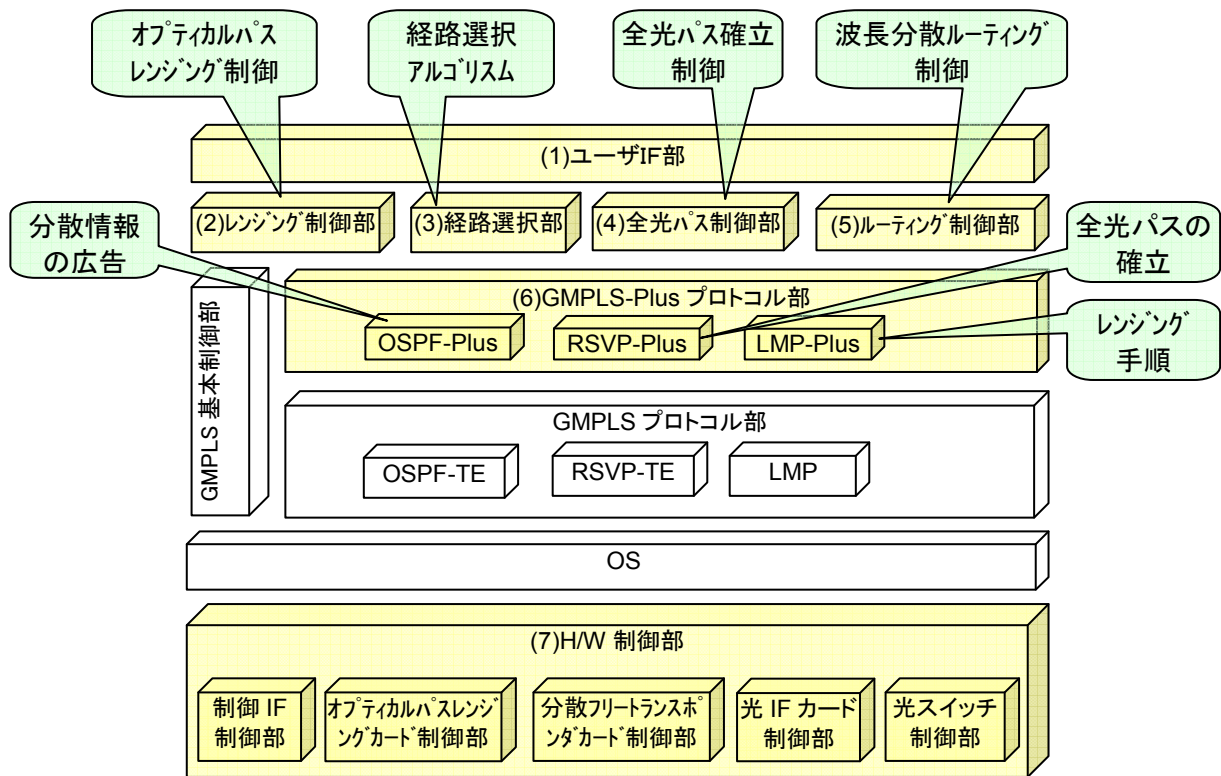 オプティカルパス
レンジング制御
経路選択
アルゴリズム
全光パス確立
制御
波長分散ルーティング
制御
(1)ユーザIF部
(2)レンジング制御部
(3)経路選択部
(4)全光パス制御部
(5)ルーティング制御部
分散情報
の広告
全光パスの
確立
(6)GMPLS-Plus プロトコル部
OSPF-Plus
RSVP-Plus
LMP-Plus
レンジング
手順
GMPLS 基本制御部
GMPLS プロトコル部
OSPF-TE
RSVP-TE
LMP
OS
(7)H/W 制御部
制御 IF
制御部
オプティカルパスレンジ
ングカード制御部
分散フリートランスポ
ンダカード制御部
光 IF カード
制御部
光スイッチ
制御部